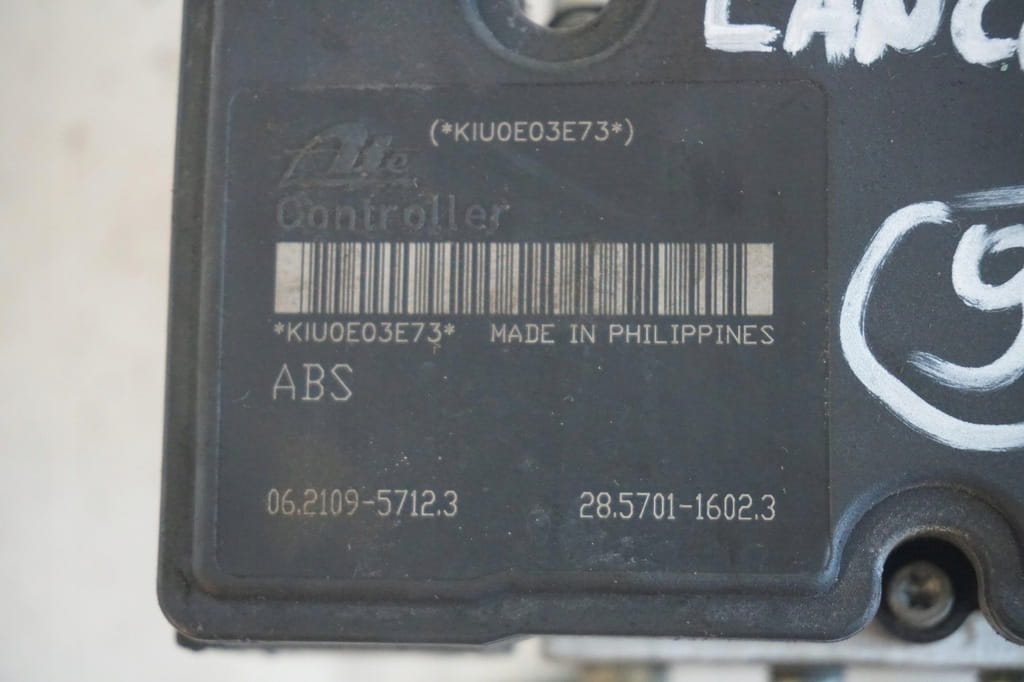 (*KIU0E03E73*)
Ate
Controller
*KIU0E03E73* MADE IN PHILIPPINES
ABS
06.2109-5712.3 28.5701-1602.3